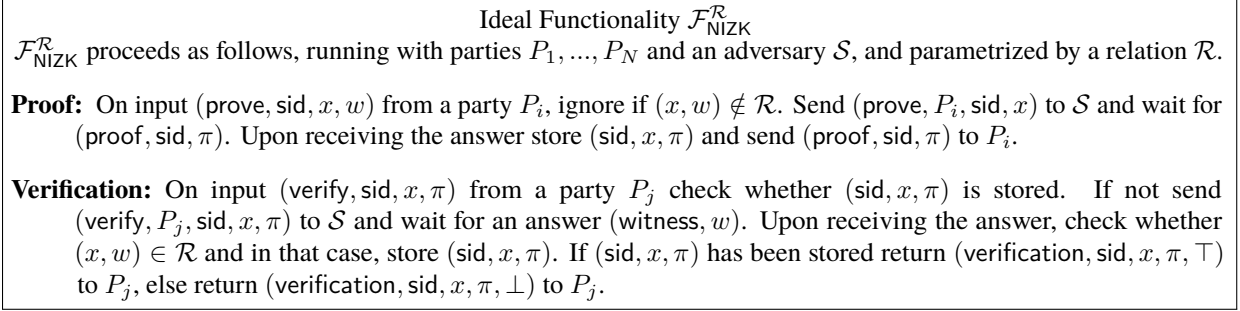 Ideal Functionality $\mathcal{F}_{\mathsf{NIZK}}^{\mathcal{R}}$
$\mathcal{F}_{\mathsf{NIZK}}^{\mathcal{R}}$ proceeds as follows, running with parties $P_1, ..., P_N$ and an adversary $\mathcal{S}$, and parametrized by a relation $\mathcal{R}$.
Proof: On input (prove, sid, $x, w$) from a party $P_i$, ignore if $(x, w) \notin \mathcal{R}$. Send (prove, $P_i$, sid, $x$) to $\mathcal{S}$ and wait for
(proof, sid, $\pi$). Upon receiving the answer store (sid, $x, \pi$) and send (proof, sid, $\pi$) to $P_i$.
Verification: On input (verify, sid, $x, \pi$) from a party $P_j$ check whether (sid, $x, \pi$) is stored. If not send
(verify, $P_j$, sid, $x, \pi$) to $\mathcal{S}$ and wait for an answer (witness, $w$). Upon receiving the answer, check whether
$(x, w) \in \mathcal{R}$ and in that case, store (sid, $x, \pi$). If (sid, $x, \pi$) has been stored return (verification, sid, $x, \pi, \top$)
to $P_j$, else return (verification, sid, $x, \pi, \bot$) to $P_j$.